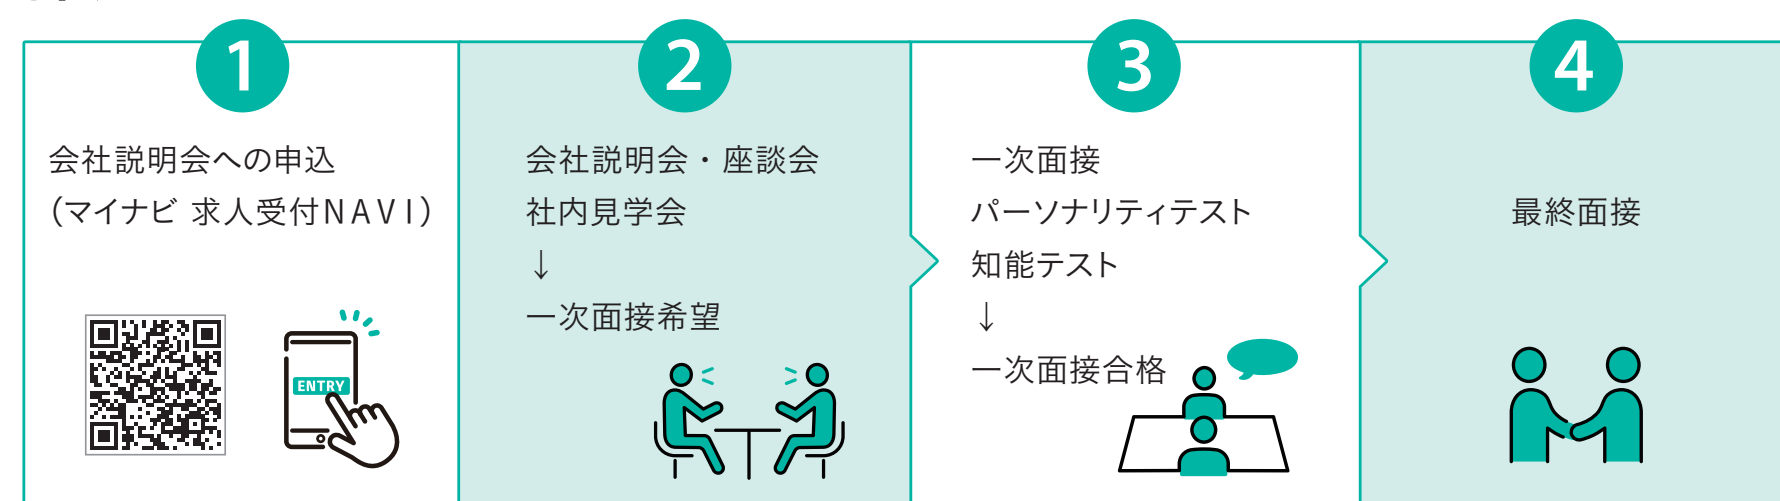 1
会社説明会への申込
（マイナビ 求人受付NAVI）
ENTRY
2
会社説明会・座談会
社内見学会
↓
一次面接希望
3
一次面接
パーソナリティテスト
知能テスト
↓
一次面接合格
4
最終面接